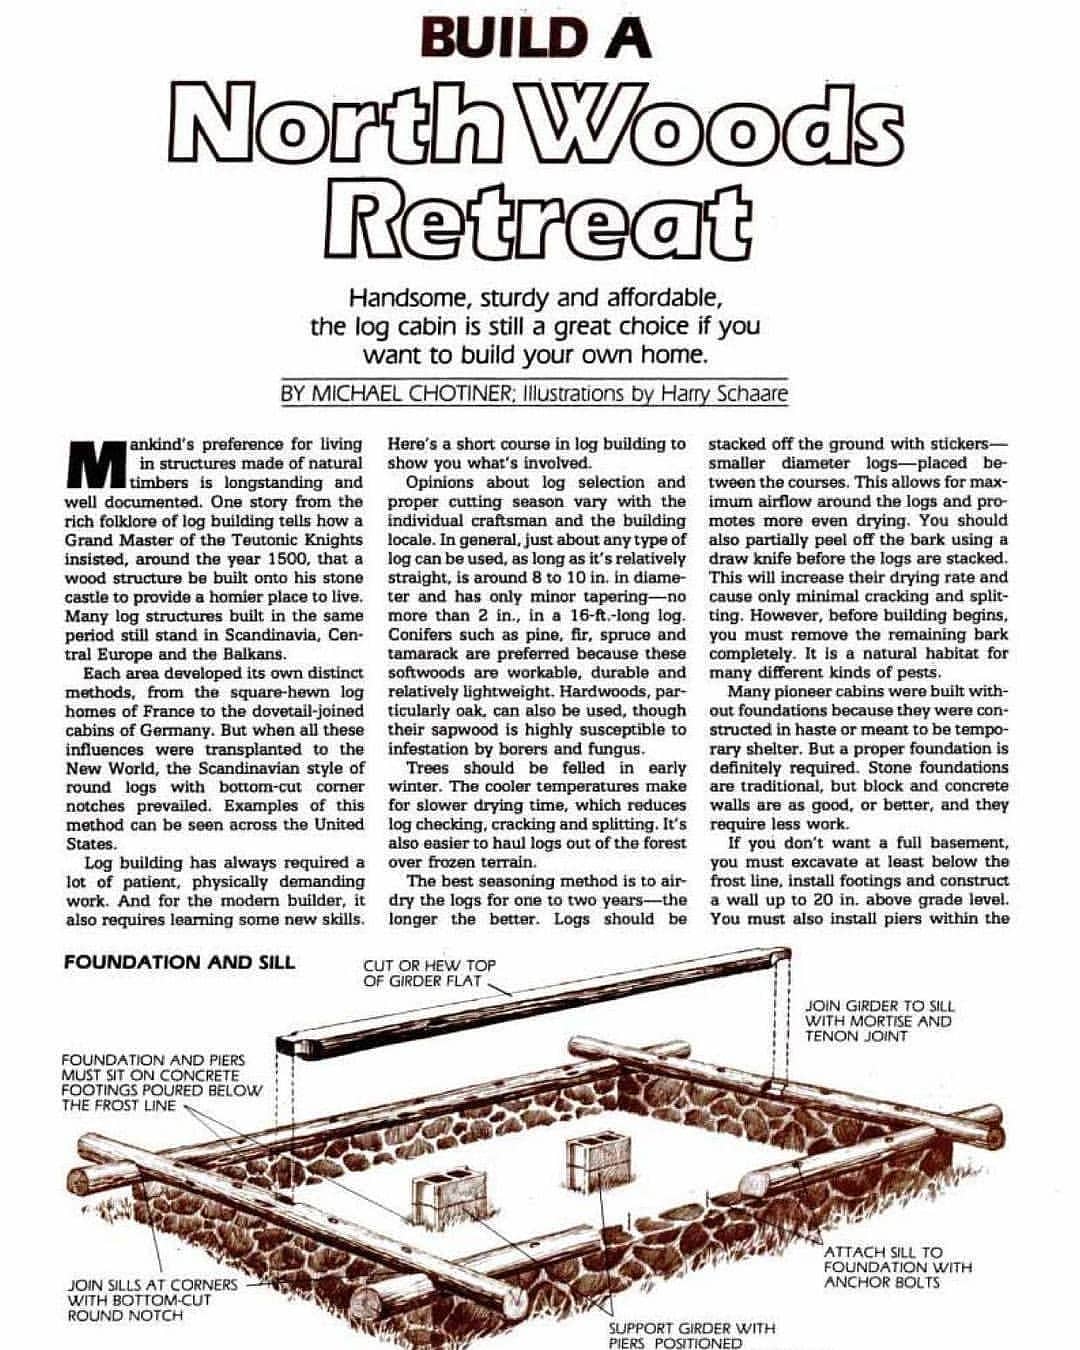 BUILD A
North Woods
Retreat
Handsome, sturdy and affordable,
the log cabin is still a great choice if you
want to build your own home.
BY MICHAEL CHOTINER; Illustrations by Harry Schaare
Mankind's preference for living
in structures made of natural
timbers is longstanding and
well documented. One story from the
rich folklore of log building tells how a
Grand Master of the Teutonic Knights
insisted, around the year 1500, that a
wood structure be built onto his stone
castle to provide a homier place to live.
Many log structures built in the same
period still stand in Scandinavia, Cen-
tral Europe and the Balkans.
Each area developed its own distinct
methods, from the square-hewn log
homes of France to the dovetail-joined
cabins of Germany. But when all these
influences were transplanted to the
New World, the Scandinavian style of
round logs with bottom-cut corner
notches prevailed. Examples of this
method can be seen across the United
States.
Log building has always required a
lot of patient, physically demanding
work. And for the modern builder, it
also requires learning some new skills.
Here's a short course in log building to
show you what's involved.
Opinions about log selection and
proper cutting season vary with the
individual craftsman and the building
locale. In general, just about any type of
log can be used, as long as it's relatively
straight, is around 8 to 10 in. in diame-
ter and has only minor tapering—no
more than 2 in., in a 16-ft.-long log.
Conifers such as pine, fir, spruce and
tamarack are preferred because these
softwoods are workable, durable and
relatively lightweight. Hardwoods, par-
ticularly oak, can also be used, though
their sapwood is highly susceptible to
infestation by borers and fungus.
Trees should be felled in early
winter. The cooler temperatures make
for slower drying time, which reduces
log checking, cracking and splitting. It's
also easier to haul logs out of the forest
over frozen terrain.
The best seasoning method is to air-
dry the logs for one to two years—the
longer the better. Logs should be
stacked off the ground with stickers—
smaller diameter logs—placed be-
tween the courses. This allows for max-
imum airflow around the logs and pro-
motes more even drying. You should
also partially peel off the bark using a
draw knife before the logs are stacked.
This will increase their drying rate and
cause only minimal cracking and split-
ting. However, before building begins,
you must remove the remaining bark
completely. It is a natural habitat for
many different kinds of pests.
Many pioneer cabins were built with-
out foundations because they were con-
structed in haste or meant to be tempo-
rary shelter. But a proper foundation is
definitely required. Stone foundations
are traditional, but block and concrete
walls are as good, or better, and they
require less work.
If you don't want a full basement,
you must excavate at least below the
frost line, install footings and construct
a wall up to 20 in. above grade level.
You must also install piers within the
FOUNDATION AND SILL
CUT OR HEW TOP
OF GIRDER FLAT
JOIN GIRDER TO SILL
WITH MORTISE AND
TENON JOINT
FOUNDATION AND PIERS
MUST SIT ON CONCRETE
FOOTINGS POURED BELOW
THE FROST LINE
JOIN SILLS AT CORNERS
WITH BOTTOM-CUT
ROUND NOTCH
ATTACH SILL TO
FOUNDATION WITH
ANCHOR BOLTS
SUPPORT GIRDER WITH
PIERS POSITIONED